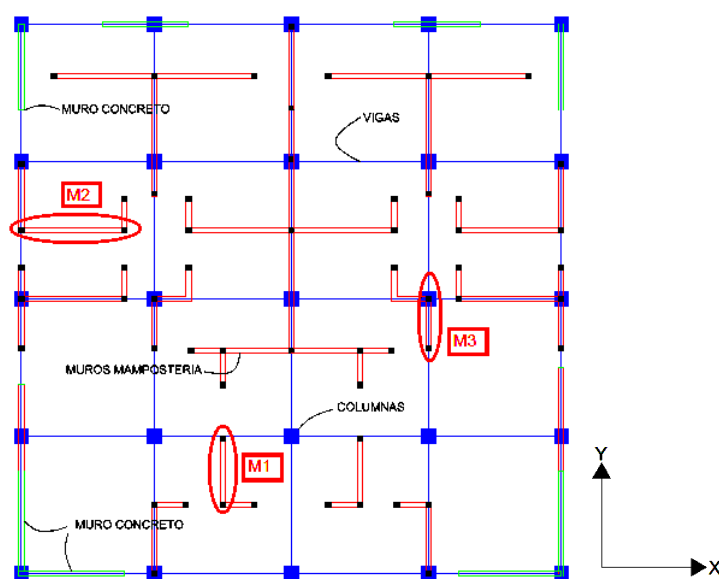 MURO CONCRETO
VIGAS
M2
M3
MUROS MAMPOSTERIA
COLUMNAS
M1
MURO CONCRETO
Y
X